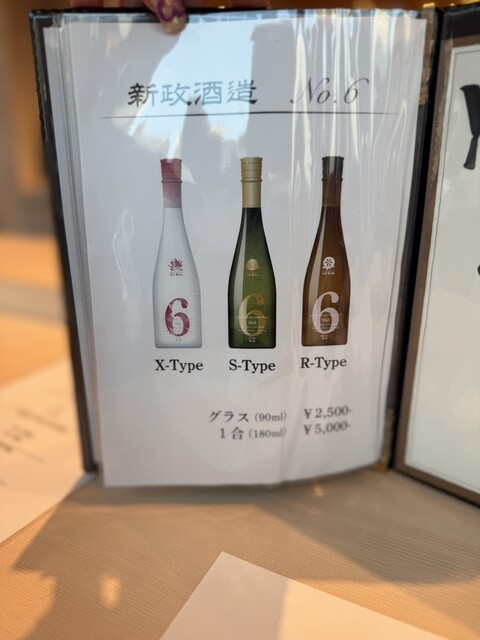 新政酒造 No.6
6 6 6
X-Type S-Type R-Type
グラス (90ml) ¥2,500-
1合 (180ml) ¥5,000-